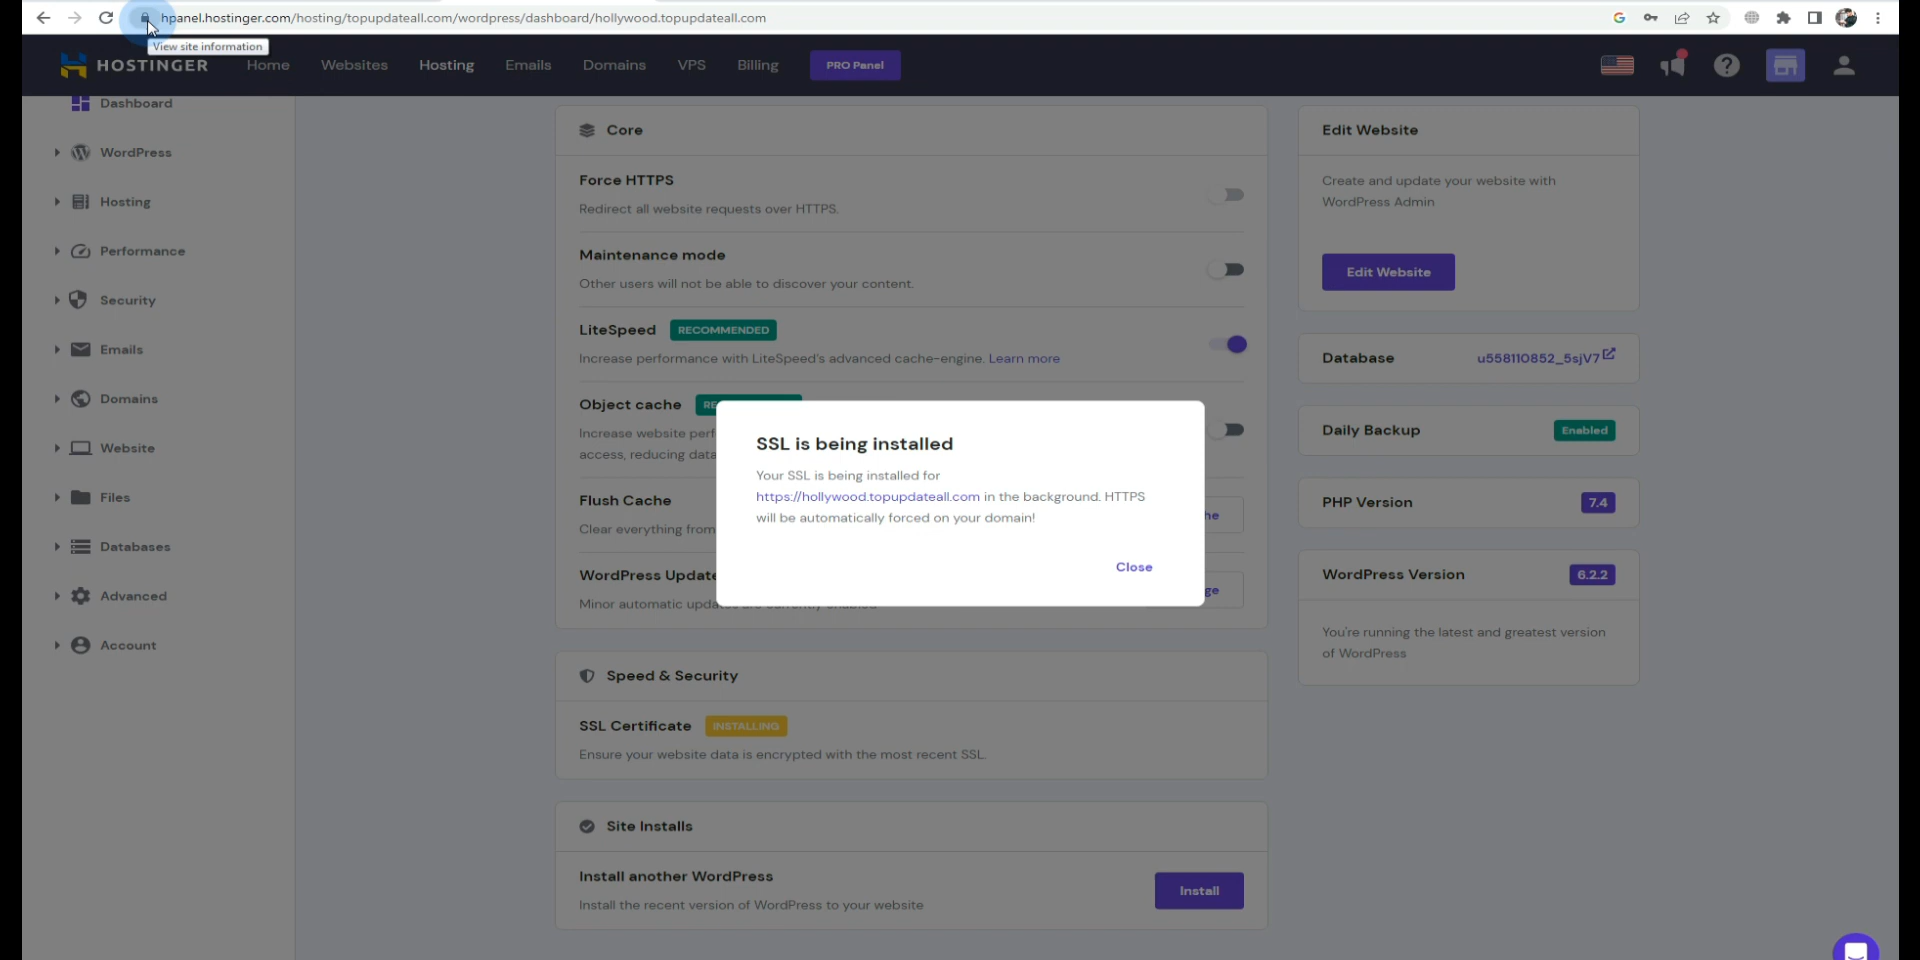 hpanel.hostinger.com/hosting/topupdateall.com/wordpress/dashboard/hollywood.topupdateall.com
View site information
HOSTINGER
Home
Websites
Hosting
Emails
Domains
VPS
Billing
PRO Panel
Dashboard
WordPress
Hosting
Performance
Security
Emails
Domains
Website
Files
Databases
Advanced
Account
Core
Force HTTPS
Redirect all website requests over HTTPS.
Maintenance mode
Other users will not be able to discover your content.
LiteSpeed RECOMMENDED
Increase performance with LiteSpeed's advanced cache-engine. Learn more
Object cache
Increase website
access, reducing
Flush Cache
Clear everything from
WordPress
Minor automatic updates are currently enabled
SSL is being installed
Your SSL is being installed for
https://hollywood.topupdateall.com in the background. HTTPS
will be automatically forced on your domain!
Close
Speed & Security
SSL Certificate INSTALLING
Ensure your website data is encrypted with the most recent SSL.
Site Installs
Install another WordPress
Install the recent version of WordPress to your website
Install
Edit Website
Create and update your website with
WordPress Admin
Edit Website
Database u558110852_5sjV7
Daily Backup Enabled
PHP Version 7.4
WordPress Version 6.2.2
You're running the latest and greatest version
of WordPress